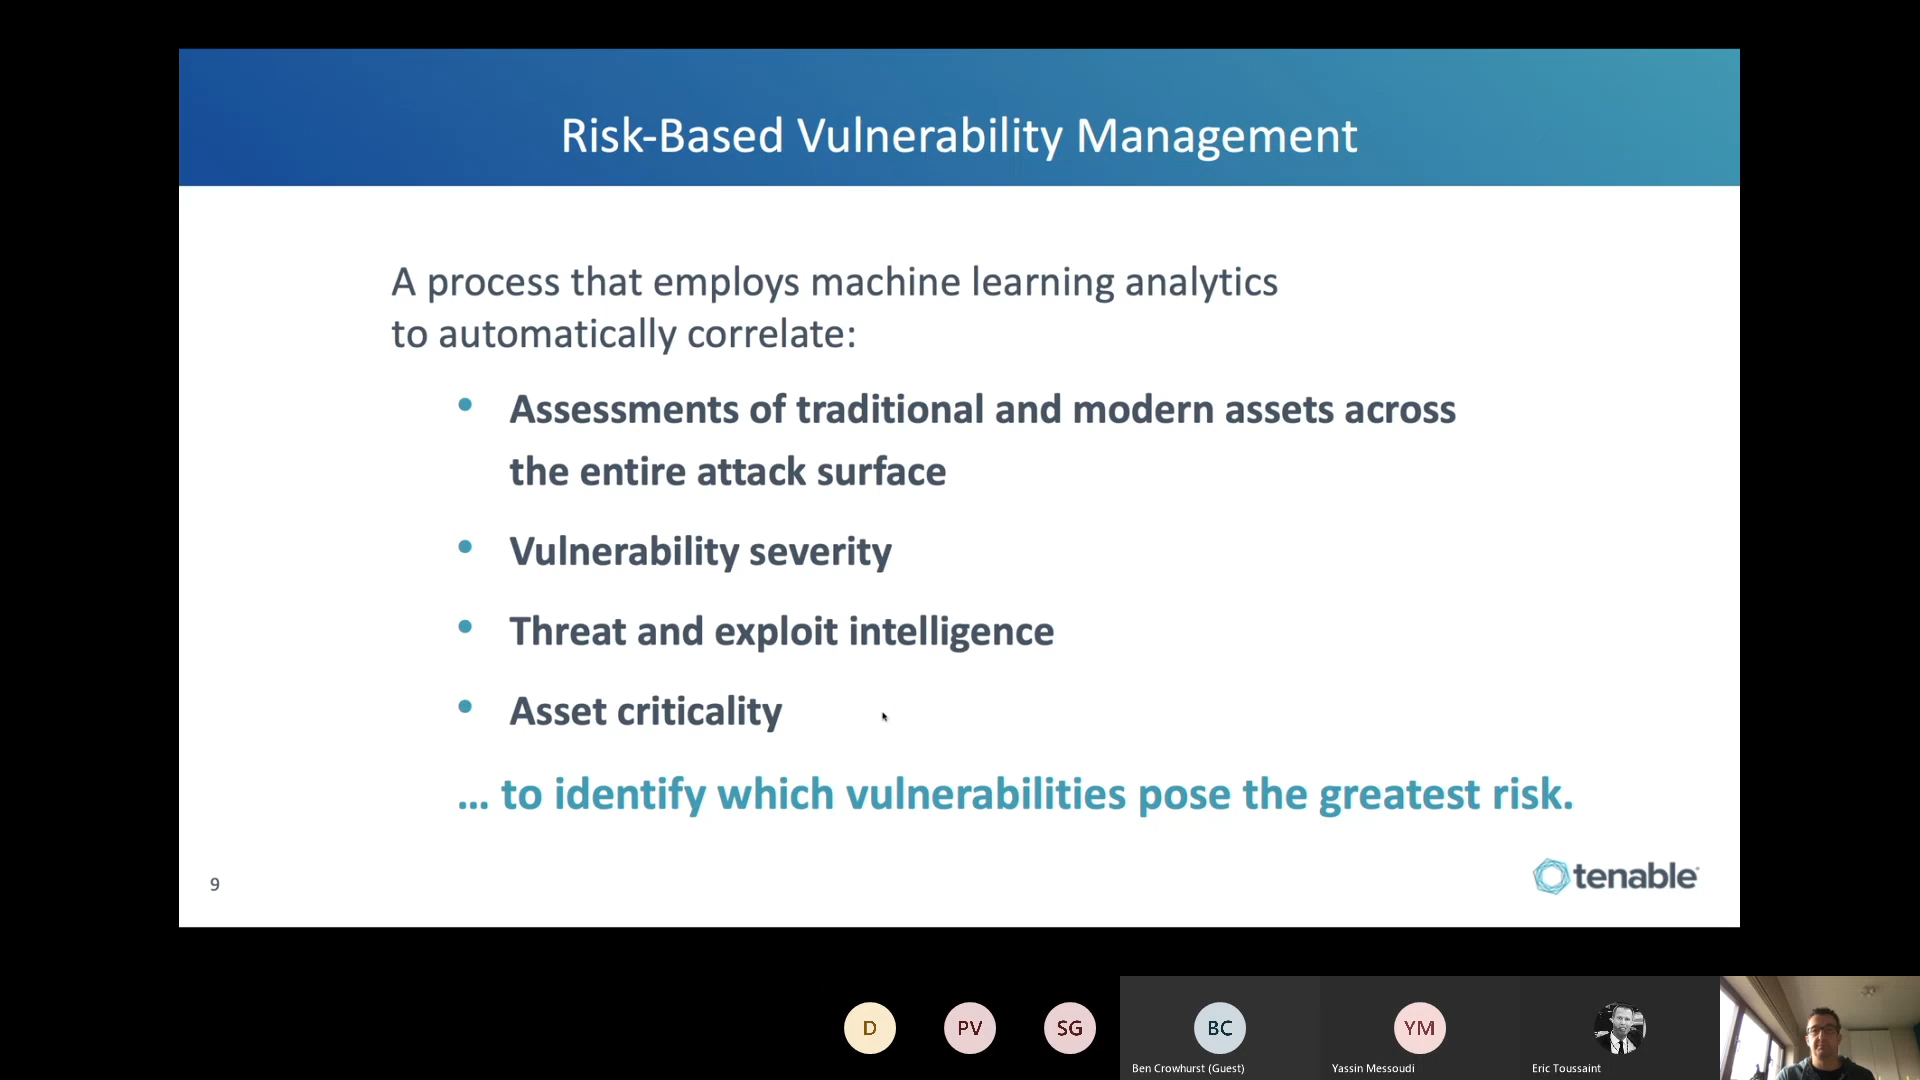 Risk-Based Vulnerability Management
A process that employs machine learning analytics
to automatically correlate:
• Assessments of traditional and modern assets across
the entire attack surface
• Vulnerability severity
• Threat and exploit intelligence
• Asset criticality
... to identify which vulnerabilities pose the greatest risk.
9
tenable
D
PV
SG
BC
YM
Ben Crowhurst (Guest)
Yassin Messoudi
Eric Toussaint